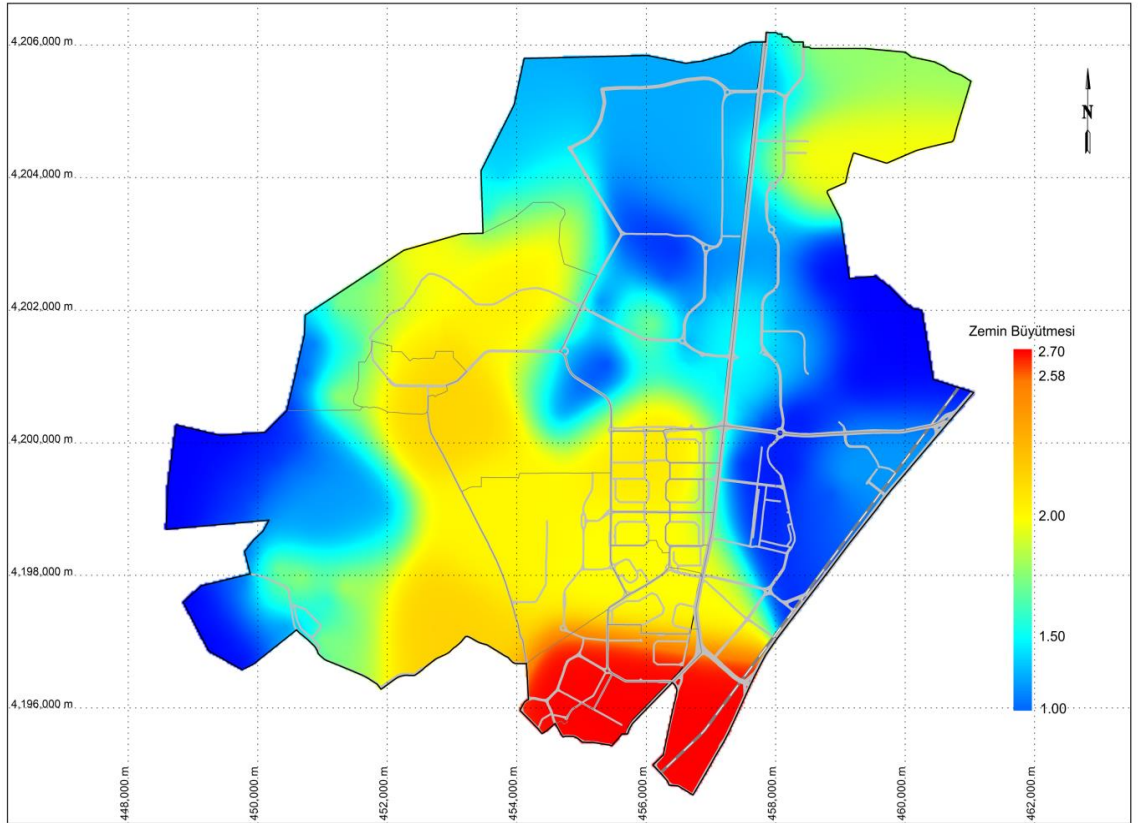 4,206,000 m
N
4,204,000 m
4,202,000 m
Zemin Büyütmesi
2.70
2.58
4,200,000 m
2.00
4,198,000 m
1.50
4,196,000 m
1.00
448,000 m
450,000 m
452,000 m
454,000 m
456,000 m
458,000 m
460,000 m
462,000 m